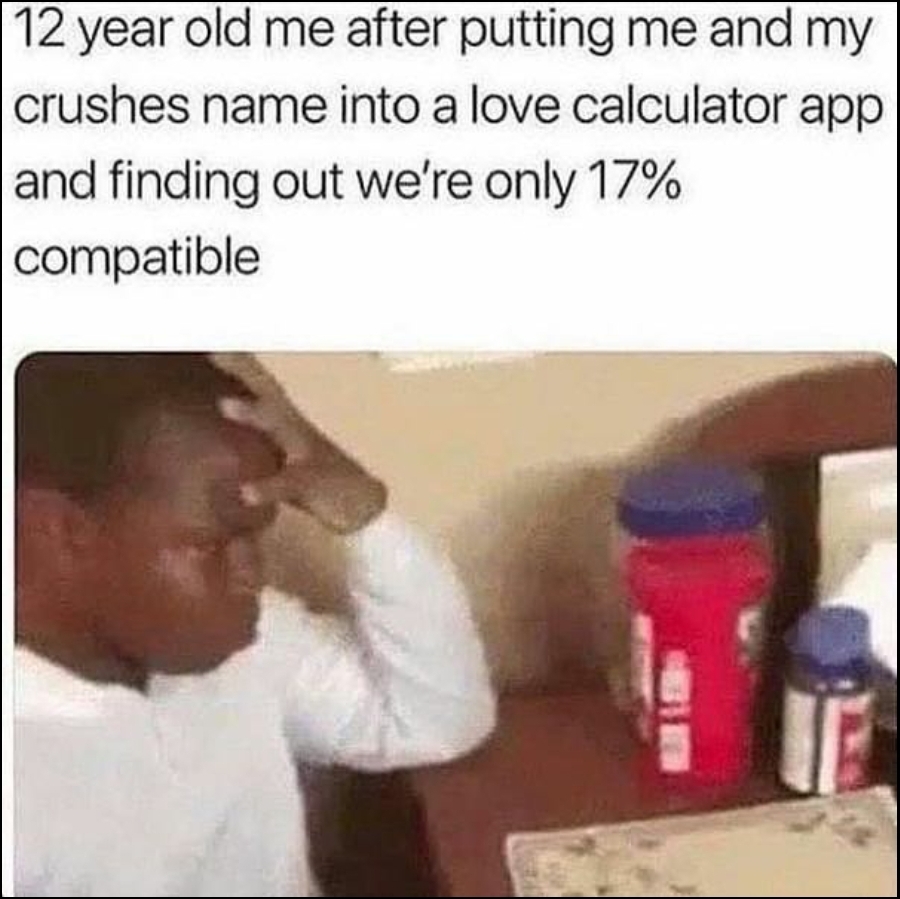 12 year old me after putting me and my
crushes name into a love calculator app
and finding out we're only 17%
compatible